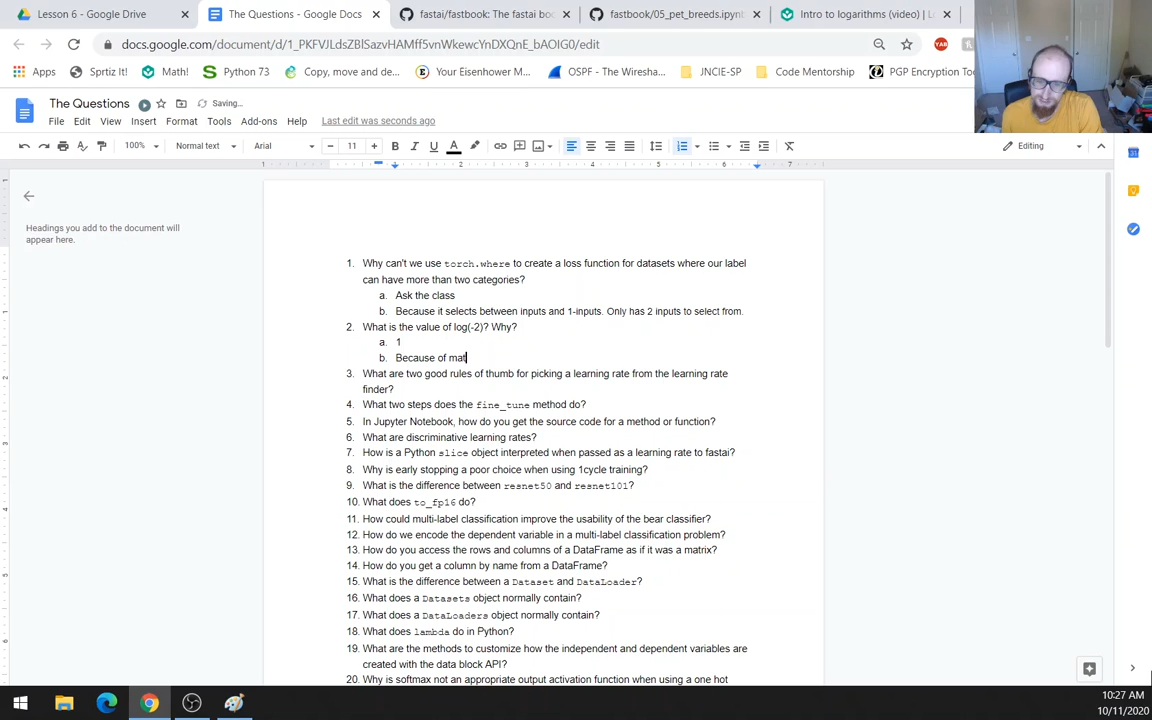 Lesson 6 - Google Drive
The Questions - Google Docs
fastai/fastbook: The fastai boo
fastbook/05_pet_breeds.ipynb
Intro to logarithms (video) | L
docs.google.com/document/d/1_PKFVJLdsZBlSazvHAMff5vnWkewcYnDXQnE_bAOIG0/edit
Apps
Sprtiz It!
Math!
Python 73
Copy, move and de...
Your Eisenhower M...
OSPF - The Wiresha...
JNCIE-SP
Code Mentorship
PGP Encryption To
The Questions
Saving...
File Edit View Insert Format Tools Add-ons Help Last edit was seconds ago
150% Normal text Arial 11 Editing
1 1 2 3 4 5 6 7
Headings you add to the document will
appear here.
1. Why can't we use torch.where to create a loss function for datasets where our label
can have more than two categories?
a. Ask the class
b. Because it selects between inputs and 1-inputs. Only has 2 inputs to select from.
2. What is the value of log(-2)? Why?
a. 1
b. Because of mat
3. What are two good rules of thumb for picking a learning rate from the learning rate
finder?
4. What two steps does the fine_tune method do?
5. In Jupyter Notebook, how do you get the source code for a method or function?
6. What are discriminative learning rates?
7. How is a Python slice object interpreted when passed as a learning rate to fastai?
8. Why is early stopping a poor choice when using 1cycle training?
9. What is the difference between resnet50 and resnet101?
10. What does to_fp16 do?
11. How could multi-label classification improve the usability of the bear classifier?
12. How do we encode the dependent variable in a multi-label classification problem?
13. How do you access the rows and columns of a DataFrame as if it was a matrix?
14. How do you get a column by name from a DataFrame?
15. What is the difference between a Dataset and DataLoader?
16. What does a Datasets object normally contain?
17. What does a DataLoaders object normally contain?
18. What does lambda do in Python?
19. What are the methods to customize how the independent and dependent variables are
created with the data block API?
20. Why is softmax not an appropriate output activation function when using a one hot
10:27 AM
10/11/2020